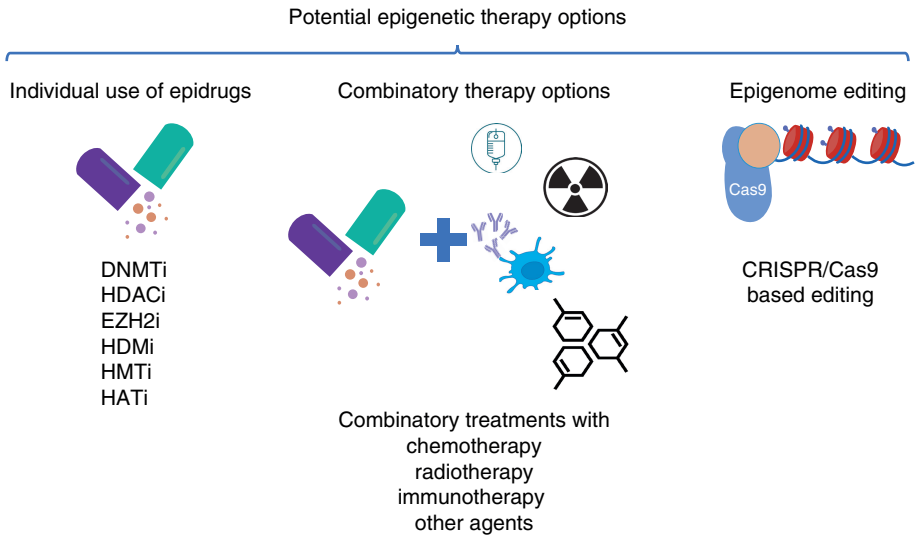 Potential epigenetic therapy options
Individual use of epidrugs
DNMTi
HDACi
EZH2i
HDMi
HMTi
HATi
Combinatory therapy options
Combinatory treatments with
chemotherapy
radiotherapy
immunotherapy
other agents
Epigenome editing
Cas9
CRISPR/Cas9
based editing